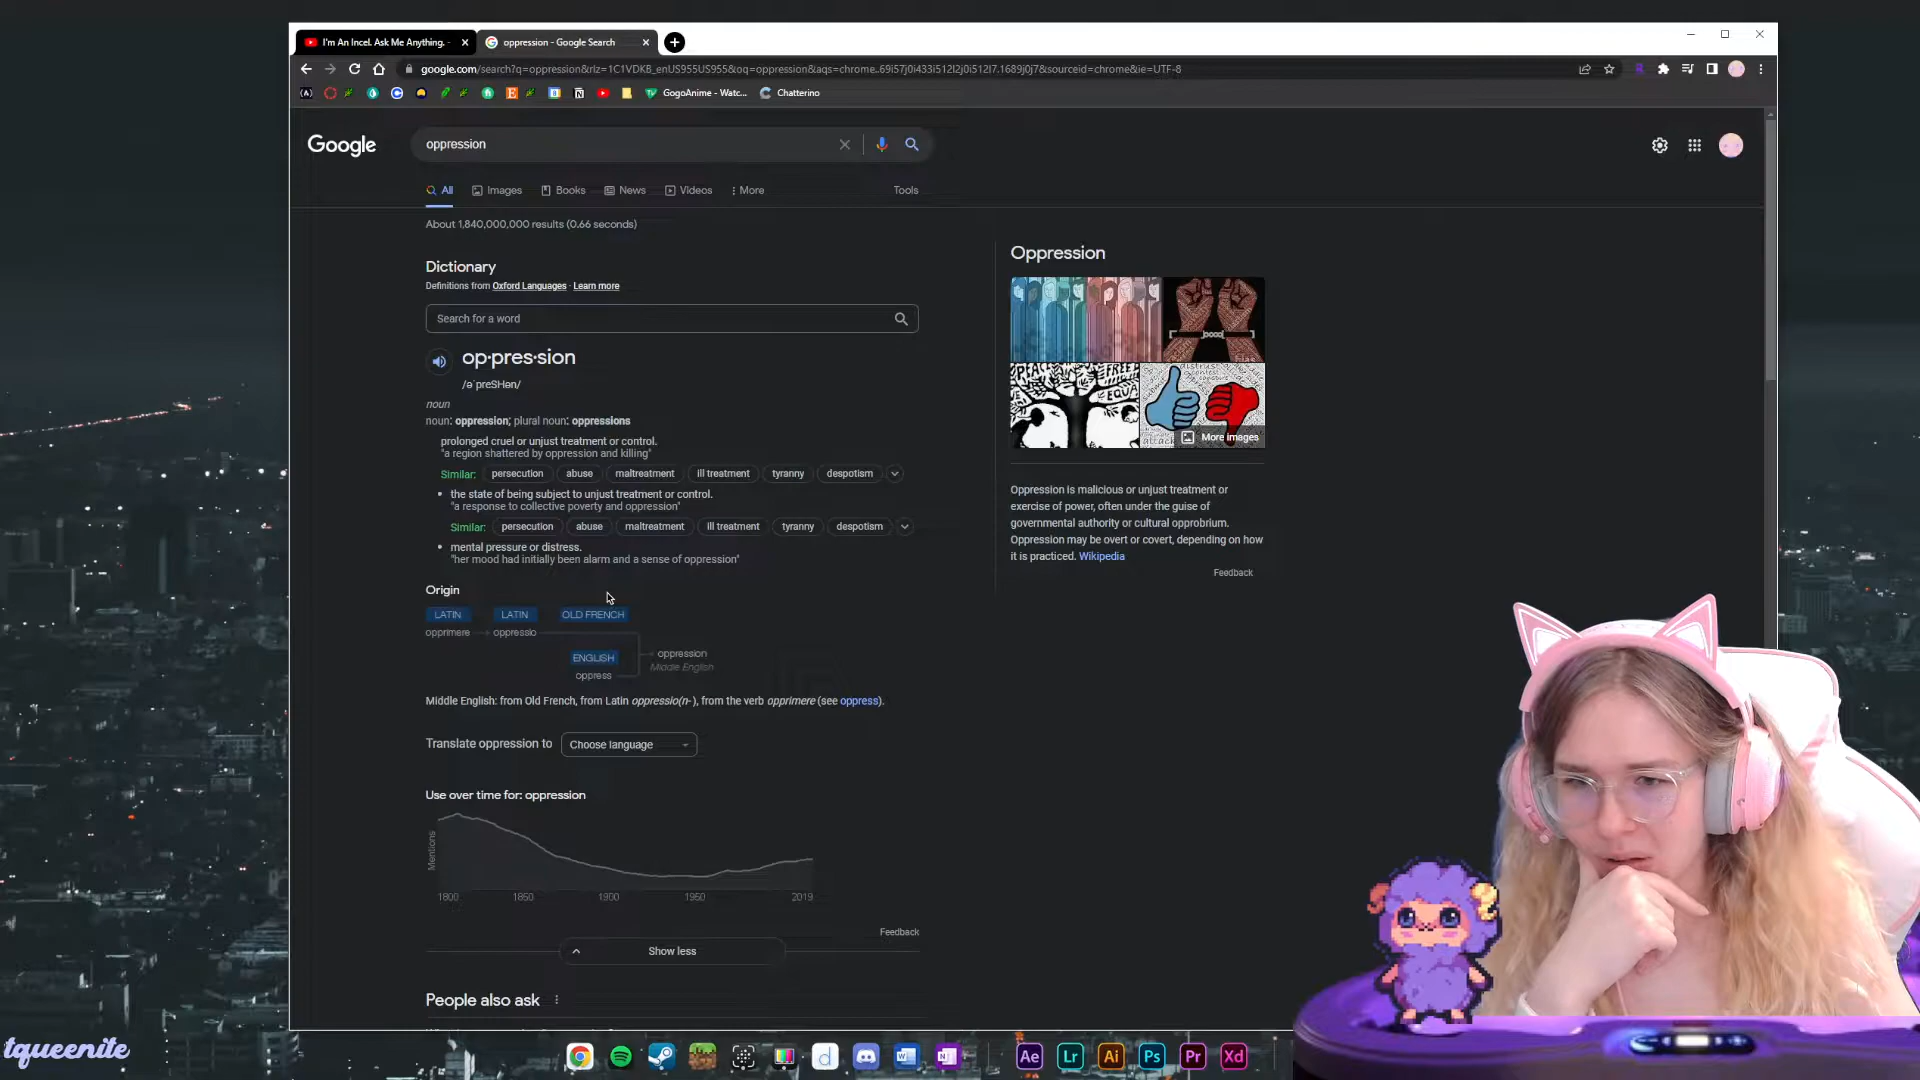 I'm An Incel. Ask Me Anything. -
oppression - Google Search
google.com/search?q=oppression&rlz=1C1VDKB_enUS955US955&oq=oppression&aqs=chrome..69i57j0i433i512l2j0i512l7.1689j0j7&sourceid=chrome&ie=UTF-8
GogoAnime - Watc...
Chatterino
Google
oppression
All
Images
Books
News
Videos
More
Tools
About 1,840,000,000 results (0.66 seconds)
Dictionary
Definitions from Oxford Languages · Learn more
Search for a word
op·pres·sion
/əˈpreSHən/
noun
noun: oppression; plural noun: oppressions
prolonged cruel or unjust treatment or control.
"a region shattered by oppression and killing"
Similar: persecution abuse maltreatment ill treatment tyranny despotism
• the state of being subject to unjust treatment or control.
"a response to collective poverty and oppression"
Similar: persecution abuse maltreatment ill treatment tyranny despotism
• mental pressure or distress.
"her mood had initially been alarm and a sense of oppression"
Origin
LATIN LATIN OLD FRENCH
opprimere oppressio
ENGLISH
oppress
oppression
Middle English
Middle English: from Old French, from Latin oppressio(n-), from the verb opprimere (see oppress).
Translate oppression to Choose language
Use over time for: oppression
Mentions
1800 1850 1900 1950 2019
Feedback
Show less
People also ask
Oppression
More images
Oppression is malicious or unjust treatment or
exercise of power, often under the guise of
governmental authority or cultural opprobrium.
Oppression may be overt or covert, depending on how
it is practiced. Wikipedia
Feedback
tqueenite
Ae
Lr
Ai
Ps
Pr
Xd